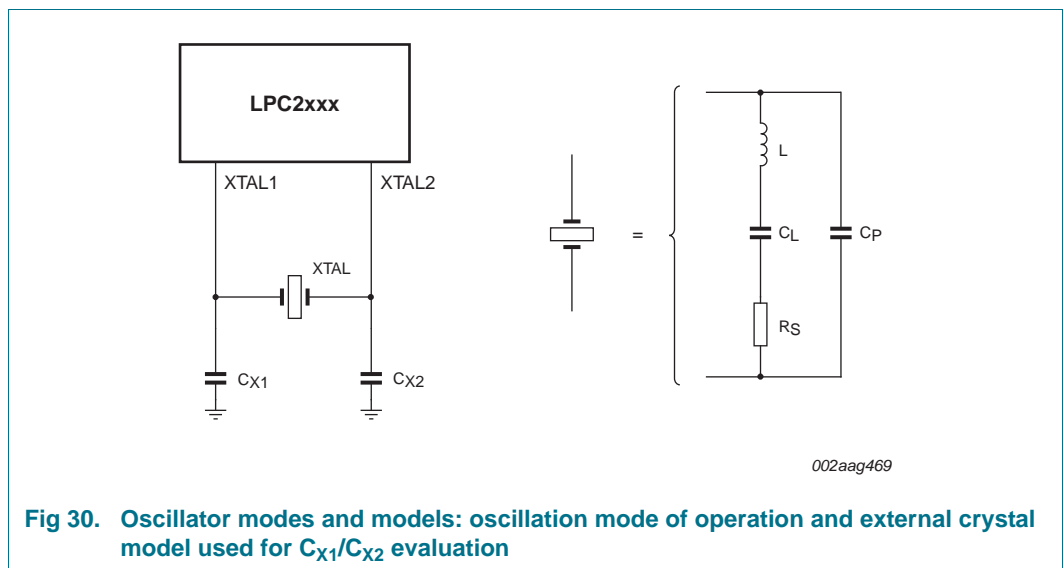 LPC2xxx
XTAL1
XTAL2
XTAL
CX1
CX2
=
L
CL
CP
RS
002aag469
Fig 30. Oscillator modes and models: oscillation mode of operation and external crystal
model used for CX1/CX2 evaluation